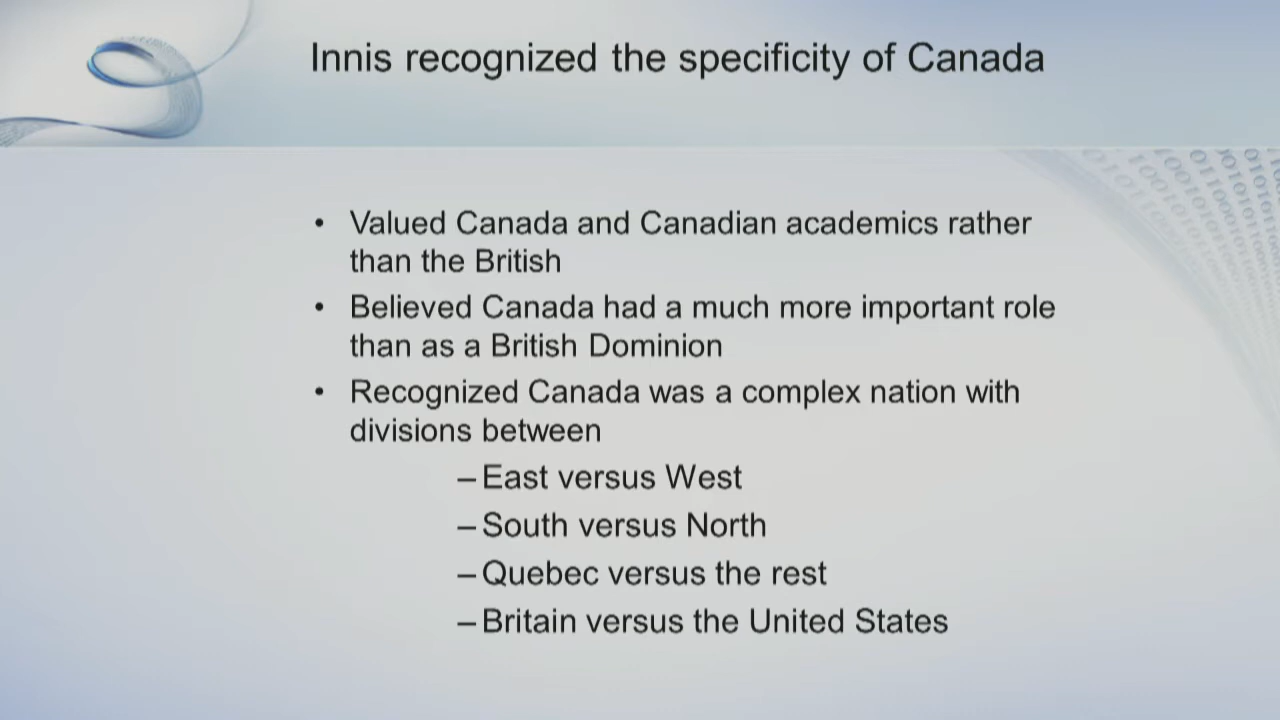 Innis recognized the specificity of Canada
• Valued Canada and Canadian academics rather
than the British
• Believed Canada had a much more important role
than as a British Dominion
• Recognized Canada was a complex nation with
divisions between
– East versus West
– South versus North
– Quebec versus the rest
– Britain versus the United States